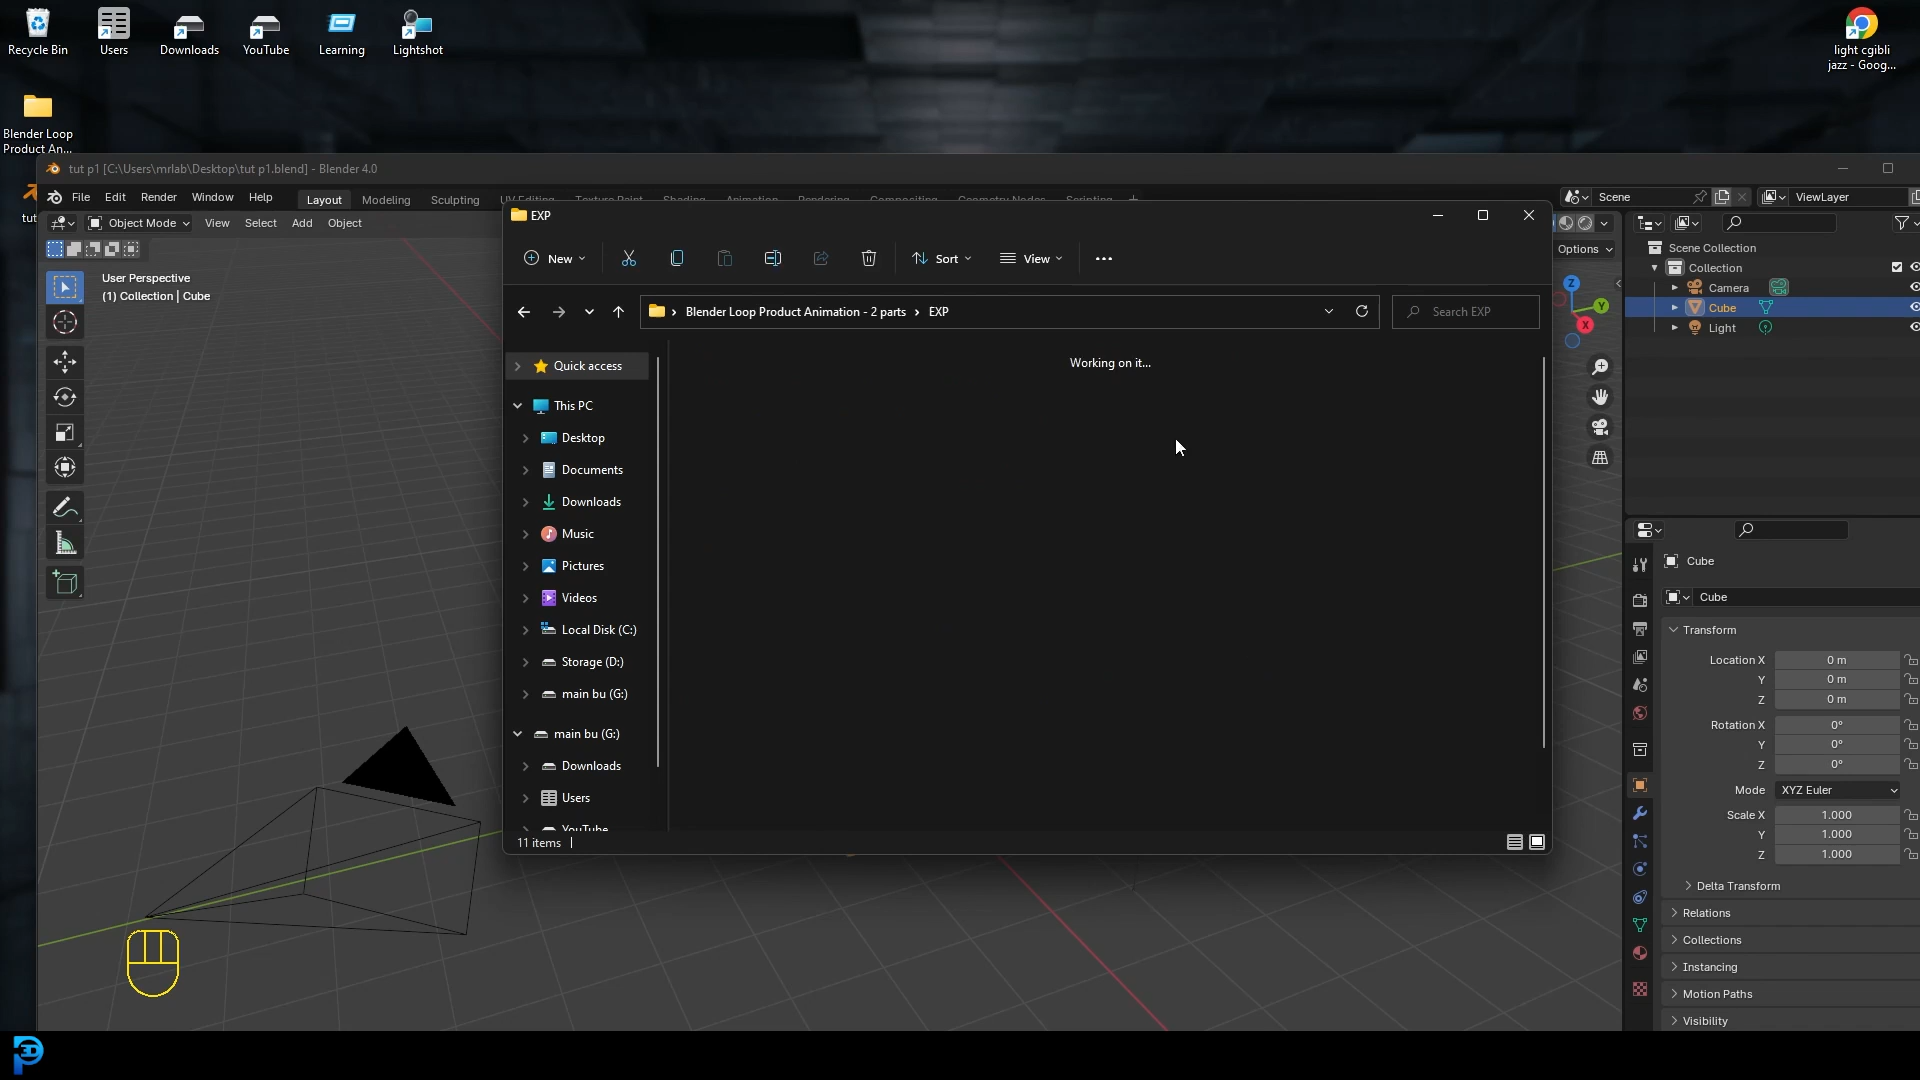 Recycle Bin
Users
Downloads
YouTube
Learning
Lightshot
light cgibli
jazz - Goog...
Blender Loop
Product An...
tut
tut p1 [C:\Users\mrlab\Desktop\tut p1.blend] - Blender 4.0
File Edit Render Window Help Layout Modeling Sculpting UV Editing Texture Paint Shading Animation Rendering Compositing Geometry Nodes Scripting +
Scene
ViewLayer
Object Mode View Select Add Object
Options
User Perspective
(1) Collection | Cube
Z
Y
X
EXP
New
Sort
View
Blender Loop Product Animation - 2 parts > EXP
Search EXP
Working on it...
Quick access
This PC
Desktop
Documents
Downloads
Music
Pictures
Videos
Local Disk (C:)
Storage (D:)
main bu (G:)
main bu (G:)
Downloads
Users
YouTube
11 items
Scene Collection
Collection
Camera
Cube
Light
Cube
Cube
Transform
Location X 0 m
Y 0 m
Z 0 m
Rotation X 0°
Y 0°
Z 0°
Mode XYZ Euler
Scale X 1.000
Y 1.000
Z 1.000
Delta Transform
Relations
Collections
Instancing
Motion Paths
Visibility